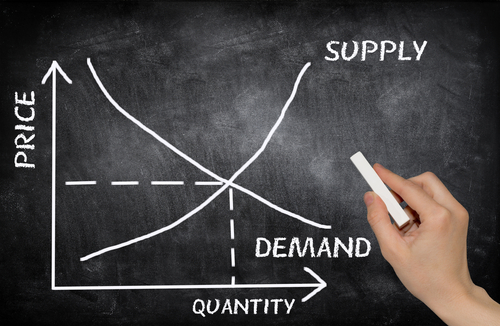 SUPPLY
PRICE
DEMAND
QUANTITY